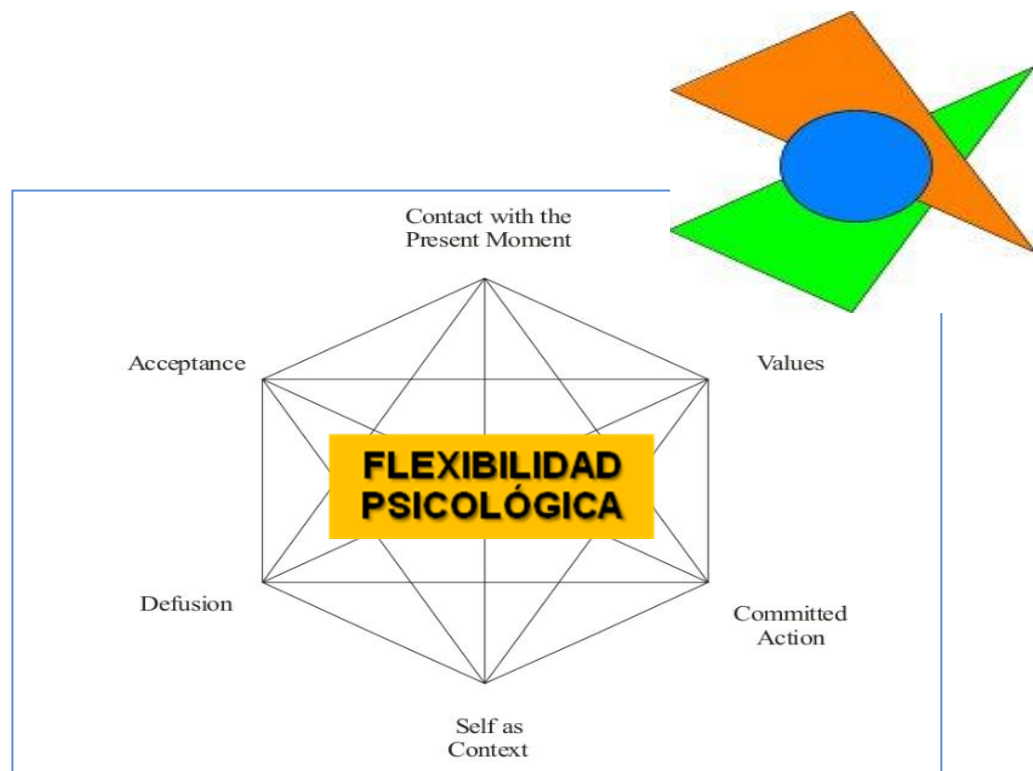 Contact with the
Present Moment
Acceptance
Values
FLEXIBILIDAD
PSICOLÓGICA
Defusion
Committed
Action
Self as
Context